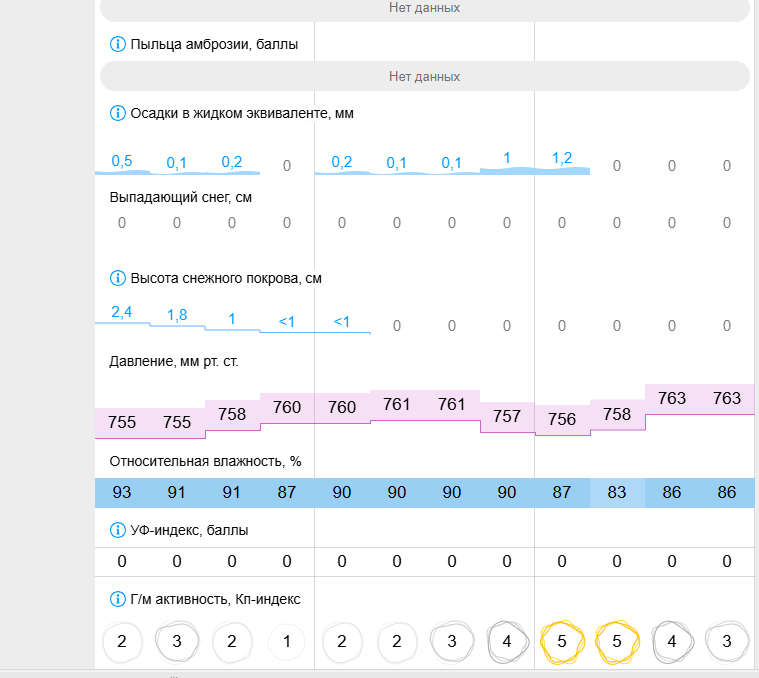 Нет данных
Пыльца амброзии, баллы
Нет данных
Осадки в жидком эквиваленте, мм
0,5 0,1 0,2 0 0,2 0,1 0,1 1 1,2 0 0 0
Выпадающий снег, см
0 0 0 0 0 0 0 0 0 0 0 0
Высота снежного покрова, см
2,4 1,8 1 <1 <1 0 0 0 0 0 0 0
Давление, мм рт. ст.
755 755 758 760 760 761 761 757 756 758 763 763
Относительная влажность, %
93 91 91 87 90 90 90 90 87 83 86 86
УФ-индекс, баллы
0 0 0 0 0 0 0 0 0 0 0 0
Г/м активность, Кп-индекс
2 3 2 1 2 2 3 4 5 5 4 3